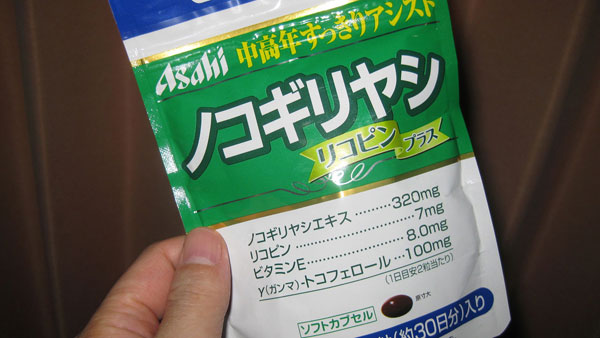 Asahi
中高年すっきりアシスト
ノコギリヤシ
リコピン
プラス
ノコギリヤシエキス………320mg
リコピン……………………7mg
ビタミンE…………………8.0mg
γ(ガンマ)-トコフェロール…100mg
(1日目安2粒当たり)
ソフトカプセル
原寸大
(約30日分)入り